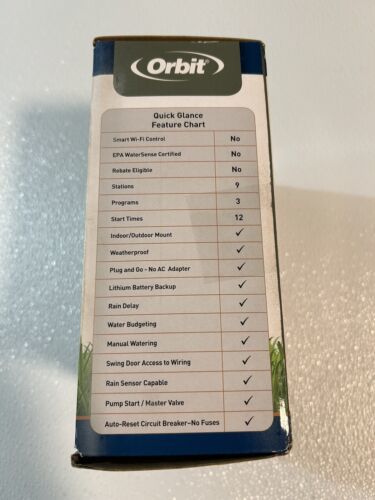 Orbit®
Quick Glance
Feature Chart
Smart Wi-Fi Control No
EPA WaterSense Certified No
Rebate Eligible No
Stations 9
Programs 3
Start Times 12
Indoor/Outdoor Mount ✓
Weatherproof ✓
Plug and Go - No AC Adapter ✓
Lithium Battery Backup ✓
Rain Delay ✓
Water Budgeting ✓
Manual Watering ✓
Swing Door Access to Wiring ✓
Rain Sensor Capable ✓
Pump Start / Master Valve ✓
Auto-Reset Circuit Breaker–No Fuses ✓